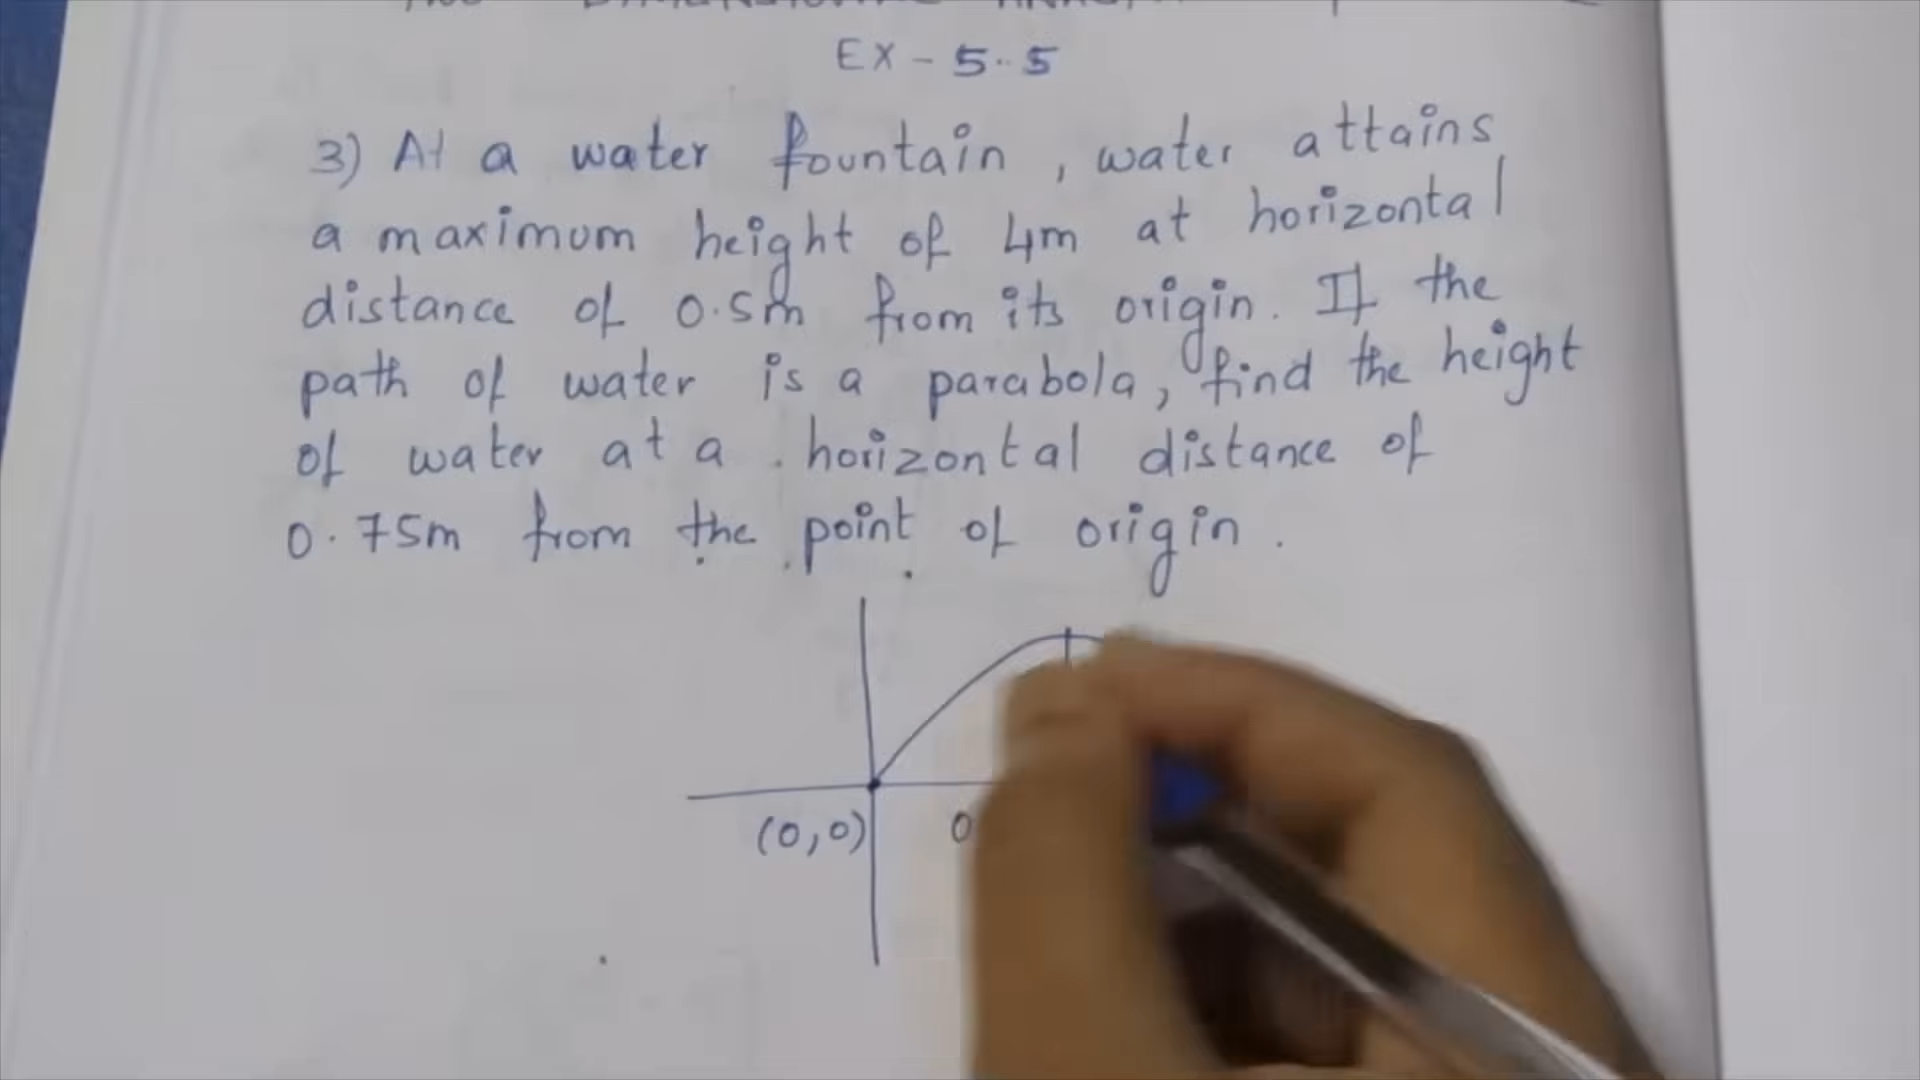 EX - 5.5
3) At a water fountain, water attains
a maximum height of 4m at horizontal
distance of 0.5m from its origin. If the
path of water is a parabola, find the height
of water at a horizontal distance of
0.75m from the point of origin.
(0,0) 0